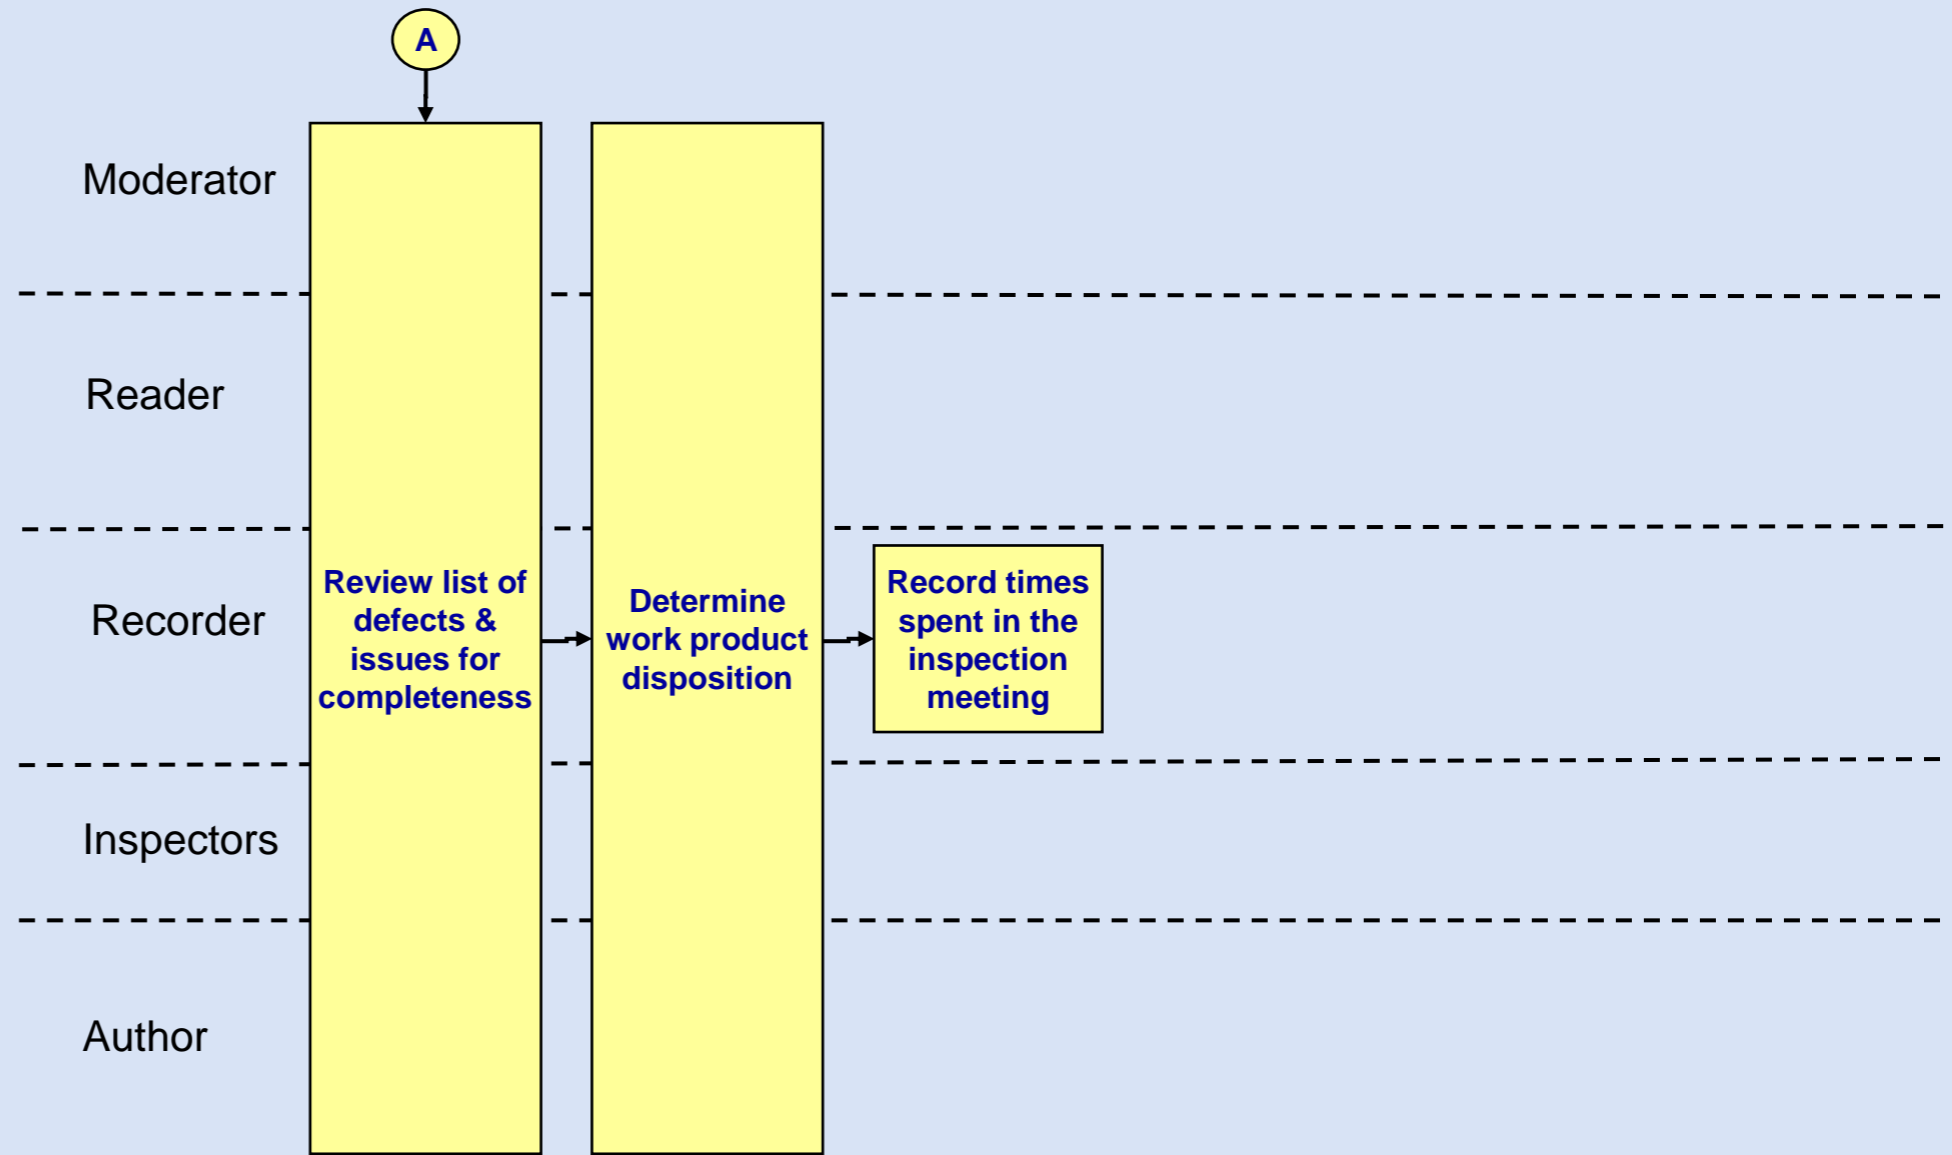 A
Moderator
Reader
Recorder
Inspectors
Author
Review list of
defects &
issues for
completeness
Determine
work product
disposition
Record times
spent in the
inspection
meeting